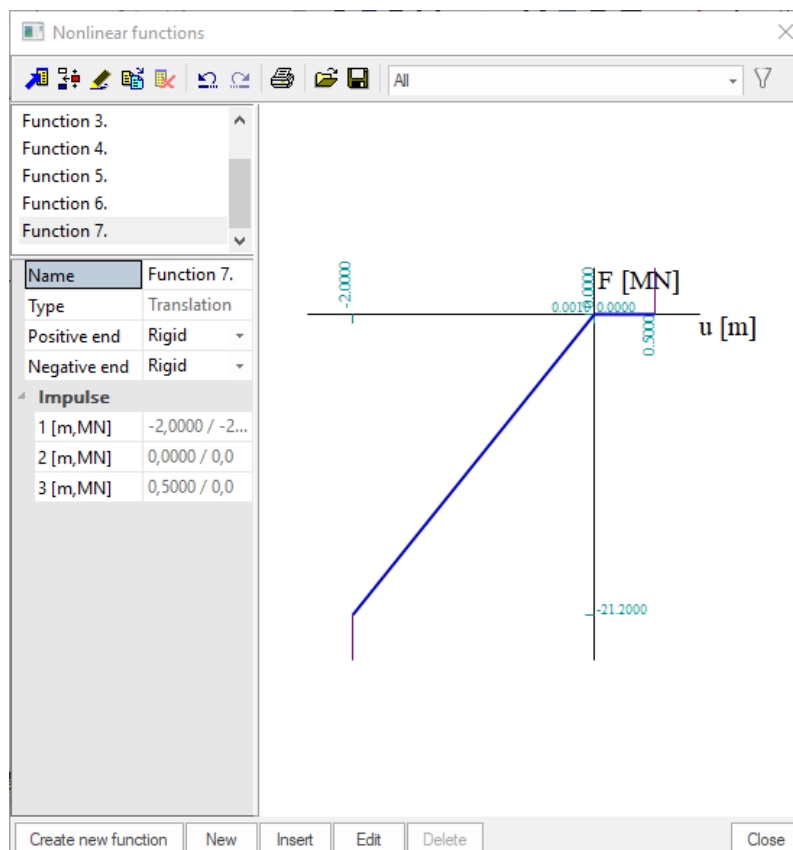 Nonlinear functions
All
Function 3.
Function 4.
Function 5.
Function 6.
Function 7.
Name Function 7.
Type Translation
Positive end Rigid
Negative end Rigid
Impulse
1 [m,MN] -2,0000 / -2...
2 [m,MN] 0,0000 / 0,0
3 [m,MN] 0,5000 / 0,0
-2.0000
F [MN]
0.0000
0.5000
u [m]
-21.2000
Create new function New Insert Edit Delete Close